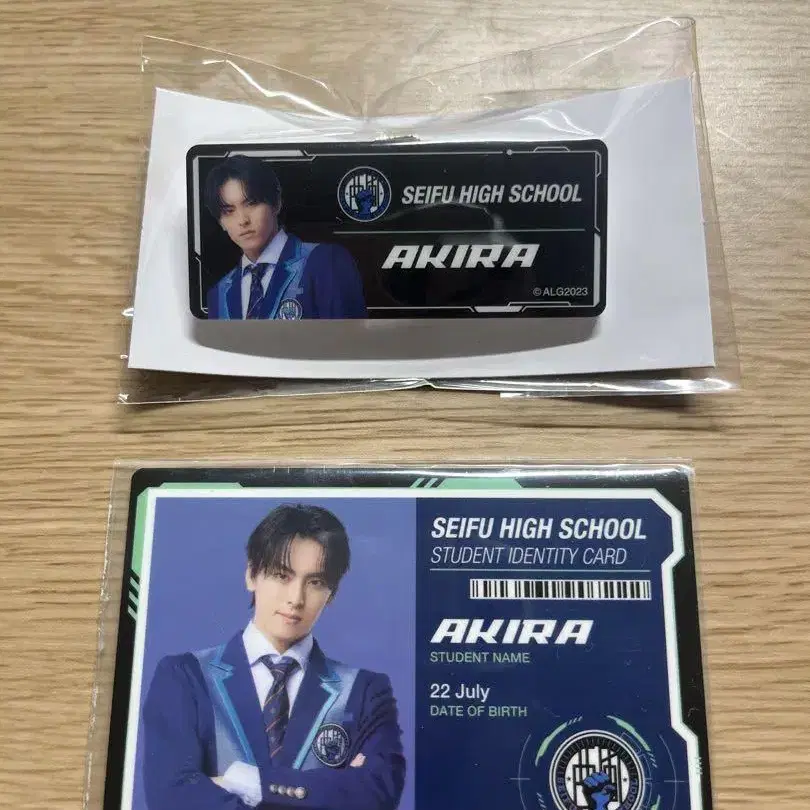 SEIFU HIGH SCHOOL
AKIRA
©ALG2023
SEIFU HIGH SCHOOL
STUDENT IDENTITY CARD
AKIRA
STUDENT NAME
22 July
DATE OF BIRTH